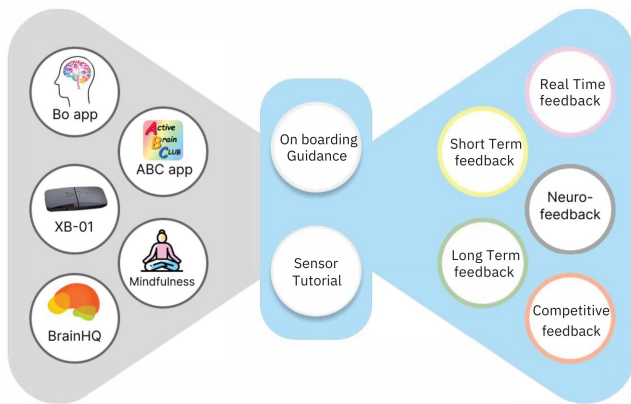 Bo app
Active
Brain
CLUB
ABC app
XB-01
Mindfulness
BrainHQ
On boarding
Guidance
Sensor
Tutorial
Real Time
feedback
Short Term
feedback
Neuro-
feedback
Long Term
feedback
Competitive
feedback